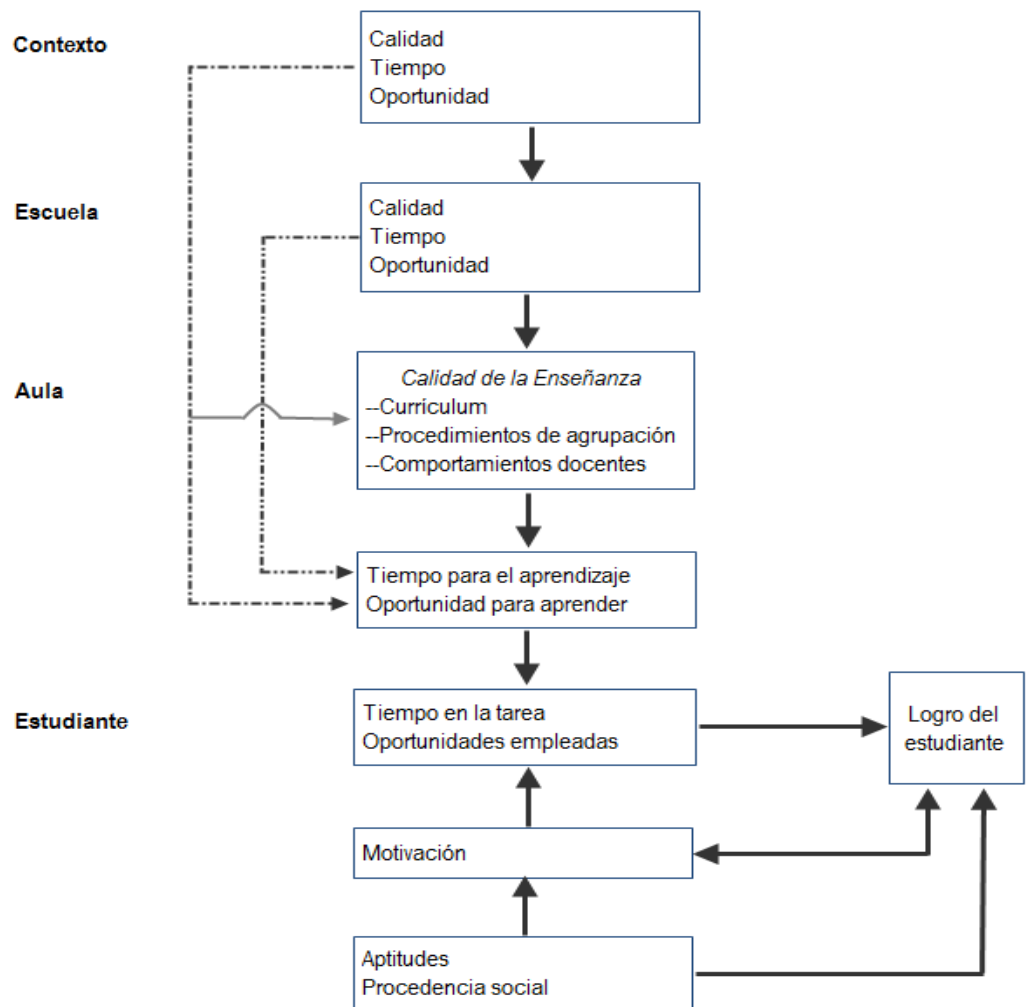 Contexto
Calidad
Tiempo
Oportunidad
Escuela
Calidad
Tiempo
Oportunidad
Aula
Calidad de la Enseñanza
--Currículum
--Procedimientos de agrupación
--Comportamientos docentes
Tiempo para el aprendizaje
Oportunidad para aprender
Estudiante
Tiempo en la tarea
Oportunidades empleadas
Logro del
estudiante
Motivación
Aptitudes
Procedencia social